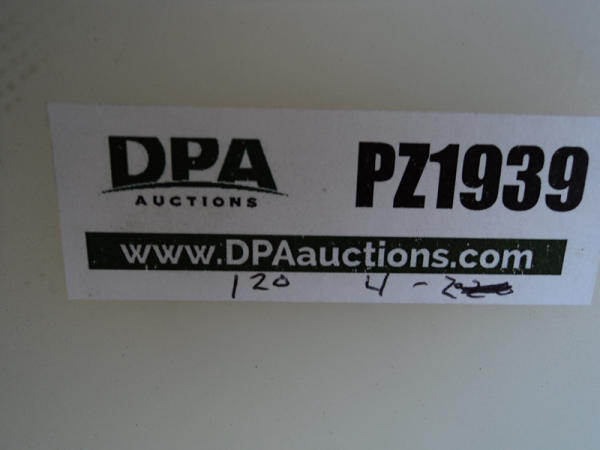 DPA
AUCTIONS
PZ1939
www.DPAauctions.com
120 4 -